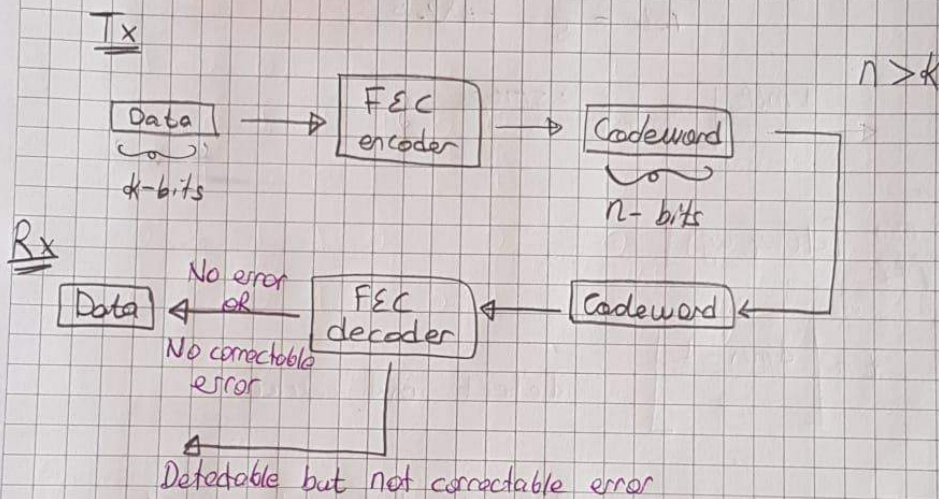 Tx
n > k
Data
FEC
encoder
Codeword
k-bits
n- bits
Rx
No error
OR
No correctable
error
Data
FEC
decoder
Codeword
Detectable but not correctable error